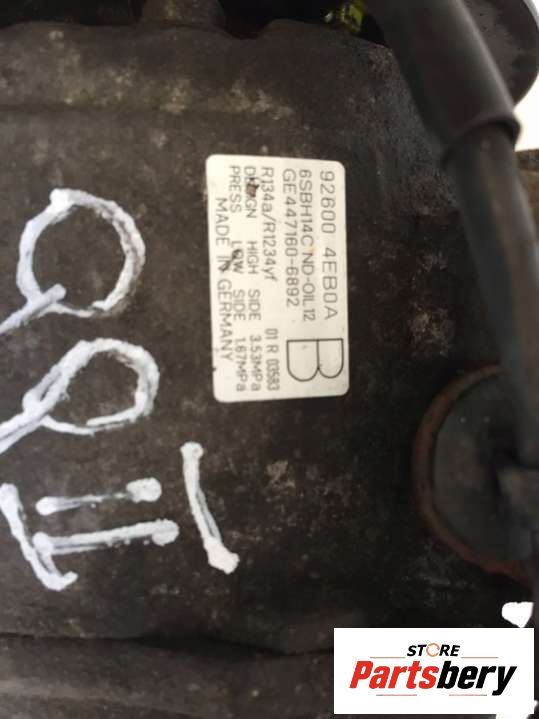 92600 4EB0A
6SBH14C ND-OIL12
GE447160-6892
B
R134a/R1234yf 01 R 03583
DESIGN HIGH SIDE 3.53MPa
PRESS LOW SIDE 1.67MPa
MADE IN GERMANY
STORE
Partsbery